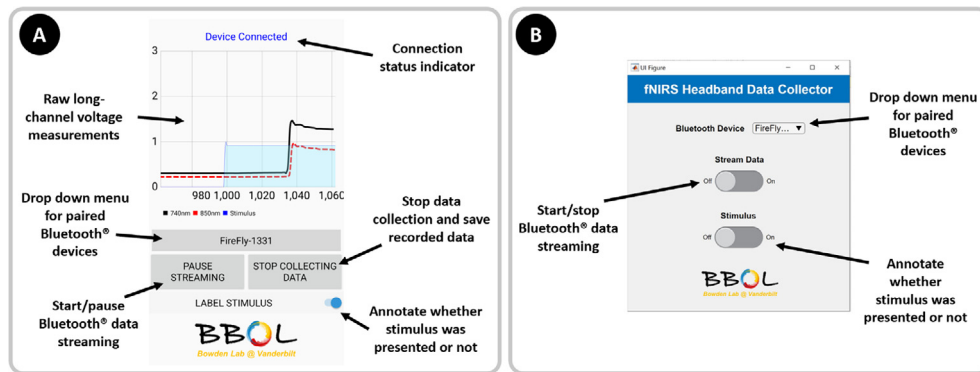 A
Device Connected
3
2
1
0
980 1,000 1,020 1,040 1,060
740nm 850nm Stimulus
FireFly-1331
PAUSE
STREAMING
STOP COLLECTING
DATA
LABEL STIMULUS
BBOL
Bowden Lab @ Vanderbilt
Connection
status indicator
Raw long-
channel voltage
measurements
Drop down menu
for paired
Bluetooth®
devices
Stop data
collection and save
recorded data
Start/pause
Bluetooth® data
streaming
Annotate whether
stimulus was
presented or not
B
UI Figure
fNIRS Headband Data Collector
Bluetooth Device FireFly...
Stream Data
Off On
Stimulus
Off On
BBOL
Bowden Lab @ Vanderbilt
Drop down menu
for paired
Bluetooth®
devices
Start/stop
Bluetooth® data
streaming
Annotate
whether
stimulus was
presented or not